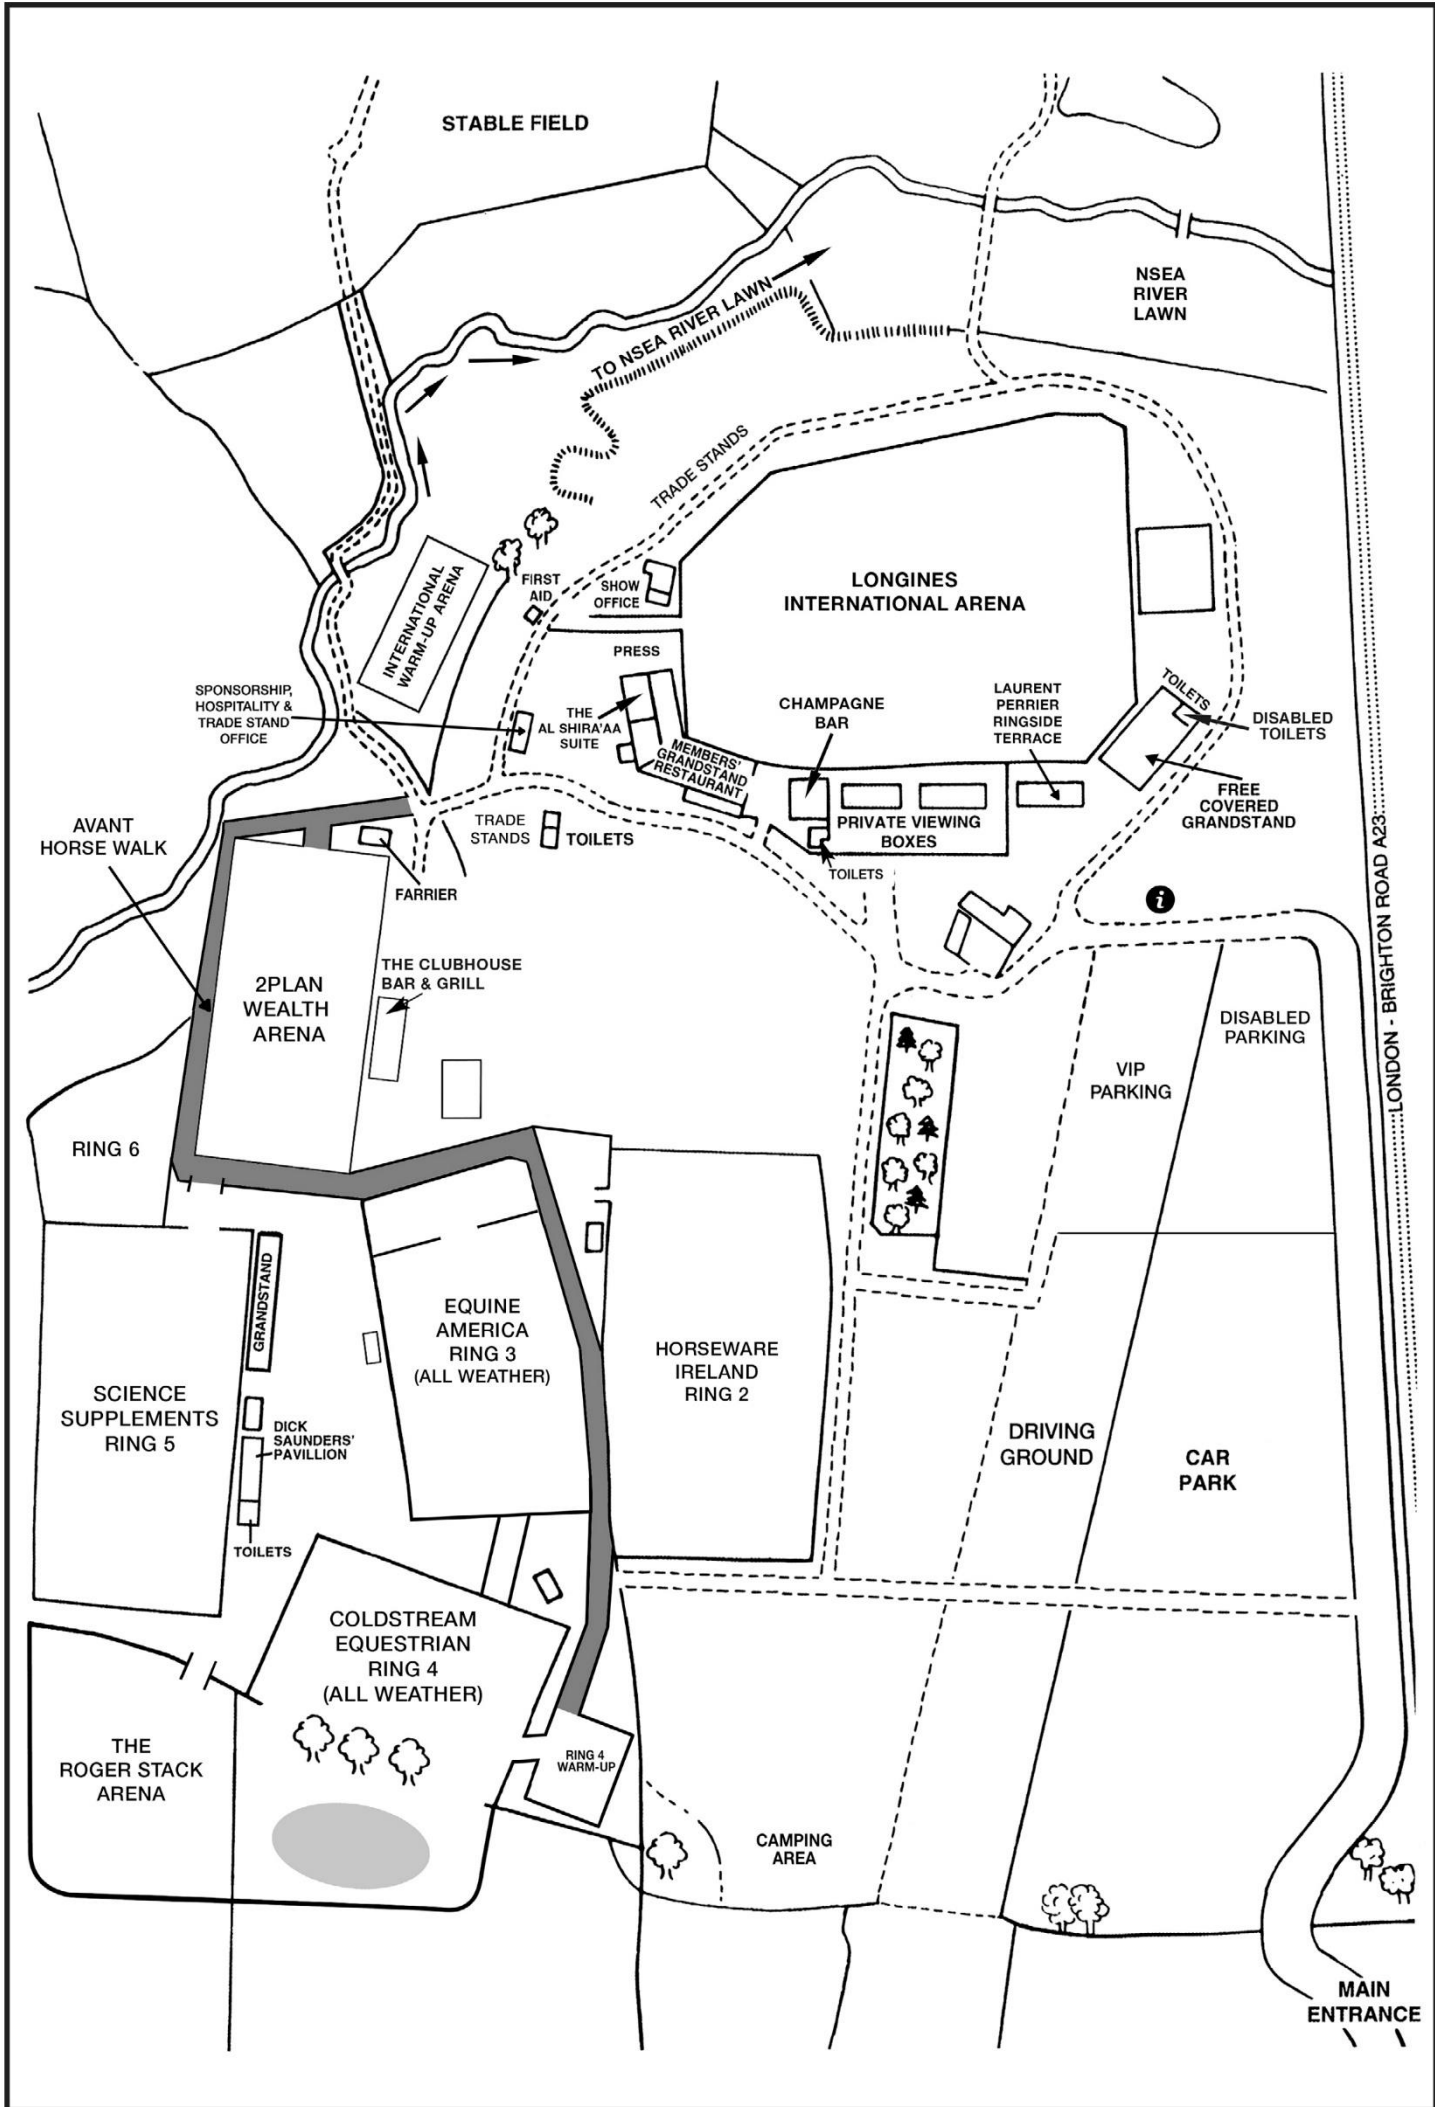 STABLE FIELD
NSEA
RIVER
LAWN
TO NSEA RIVER LAWN
TRADE STANDS
LONGINES
INTERNATIONAL ARENA
INTERNATIONAL
WARM-UP ARENA
FIRST
AID
SHOW
OFFICE
PRESS
SPONSORSHIP,
HOSPITALITY &
TRADE STAND
OFFICE
THE
AL SHIRA'AA
SUITE
MEMBERS'
GRANDSTAND
RESTAURANT
CHAMPAGNE
BAR
LAURENT
PERRIER
RINGSIDE
TERRACE
TOILETS
DISABLED
TOILETS
FREE
COVERED
GRANDSTAND
PRIVATE VIEWING
BOXES
TOILETS
AVANT
HORSE WALK
TRADE
STANDS
TOILETS
FARRIER
i
LONDON - BRIGHTON ROAD A23:
THE CLUBHOUSE
BAR & GRILL
2PLAN
WEALTH
ARENA
DISABLED
PARKING
VIP
PARKING
RING 6
GRANDSTAND
EQUINE
AMERICA
RING 3
(ALL WEATHER)
HORSEWARE
IRELAND
RING 2
SCIENCE
SUPPLEMENTS
RING 5
DICK
SAUNDERS'
PAVILLION
TOILETS
DRIVING
GROUND
CAR
PARK
COLDSTREAM
EQUESTRIAN
RING 4
(ALL WEATHER)
THE
ROGER STACK
ARENA
RING 4
WARM-UP
CAMPING
AREA
MAIN
ENTRANCE